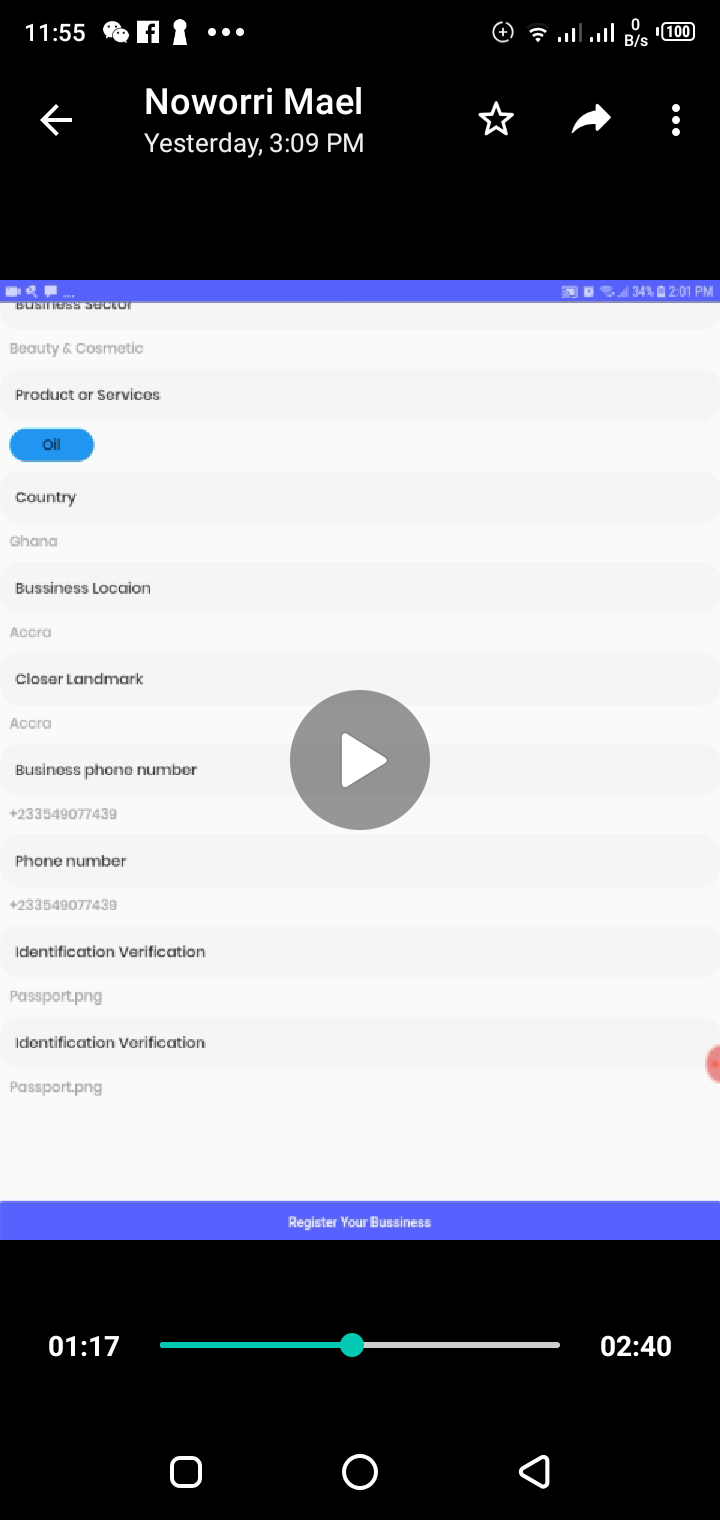 11:55
0
B/s
100
Noworri Mael
Yesterday, 3:09 PM
34% 2:01 PM
Business Sector
Beauty & Cosmetic
Product or Services
Oil
Country
Ghana
Bussiness Locaion
Accra
Closer Landmark
Accra
Business phone number
+233549077439
Phone number
+233549077439
Identification Verification
Passport.png
Identification Verification
Passport.png
Register Your Bussiness
01:17
02:40